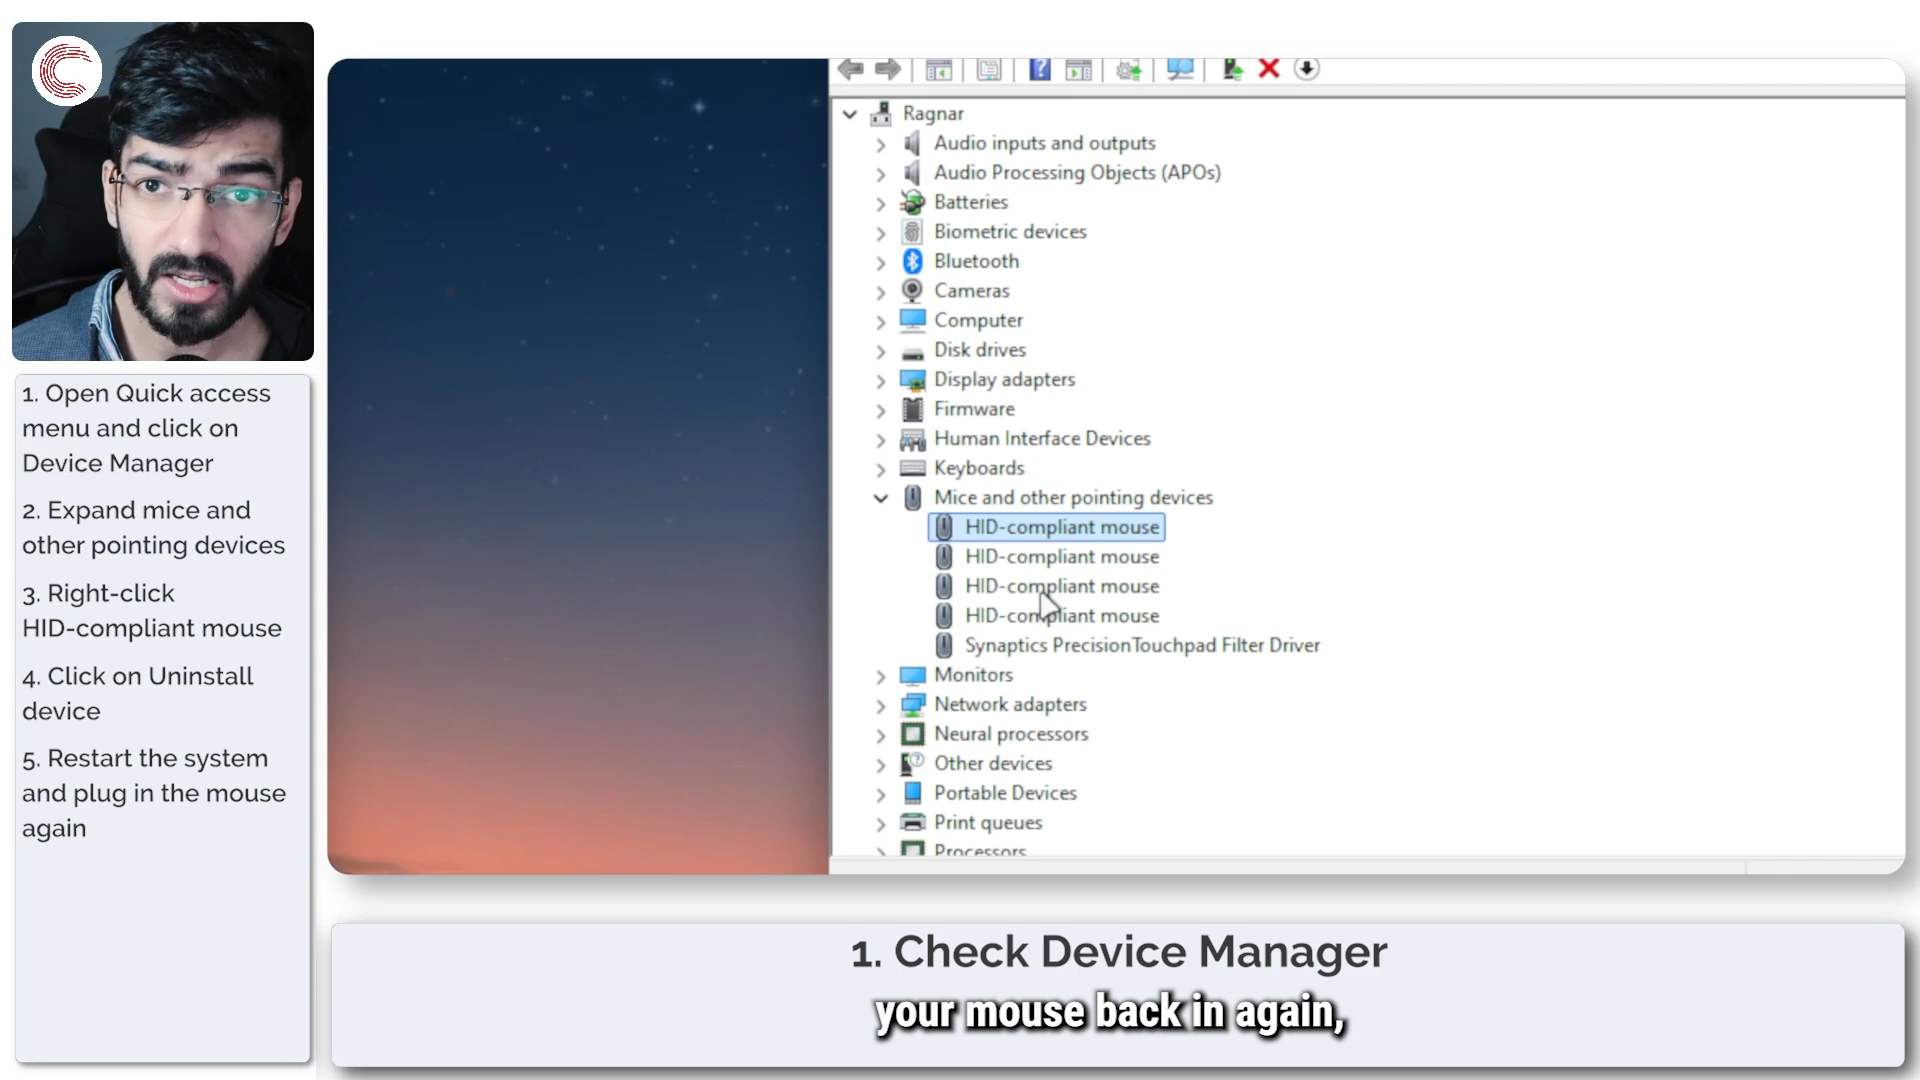 1. Open Quick access
menu and click on
Device Manager
2. Expand mice and
other pointing devices
3. Right-click
HID-compliant mouse
4. Click on Uninstall
device
5. Restart the system
and plug in the mouse
again
Ragnar
Audio inputs and outputs
Audio Processing Objects (APOs)
Batteries
Biometric devices
Bluetooth
Cameras
Computer
Disk drives
Display adapters
Firmware
Human Interface Devices
Keyboards
Mice and other pointing devices
HID-compliant mouse
HID-compliant mouse
HID-compliant mouse
HID-compliant mouse
Synaptics PrecisionTouchpad Filter Driver
Monitors
Network adapters
Neural processors
Other devices
Portable Devices
Print queues
Processors
1. Check Device Manager
your mouse back in again,